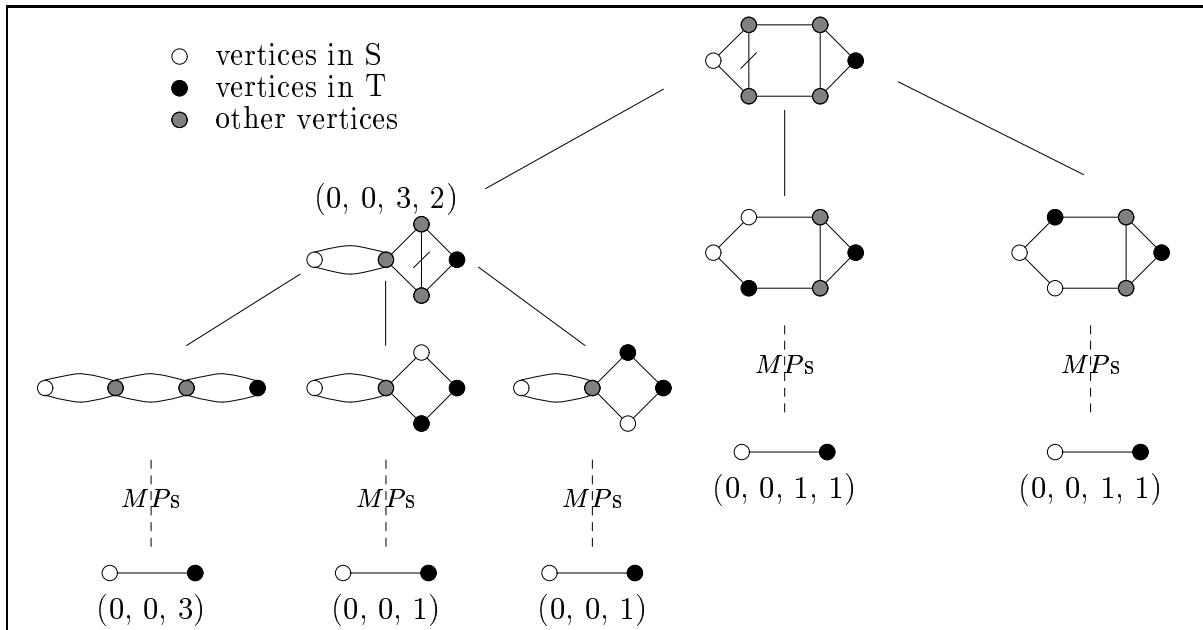 vertices in S
vertices in T
other vertices
(0, 0, 3, 2)
MPs
MPs
(0, 0, 1, 1)
(0, 0, 1, 1)
MPs
MPs
MPs
(0, 0, 3)
(0, 0, 1)
(0, 0, 1)